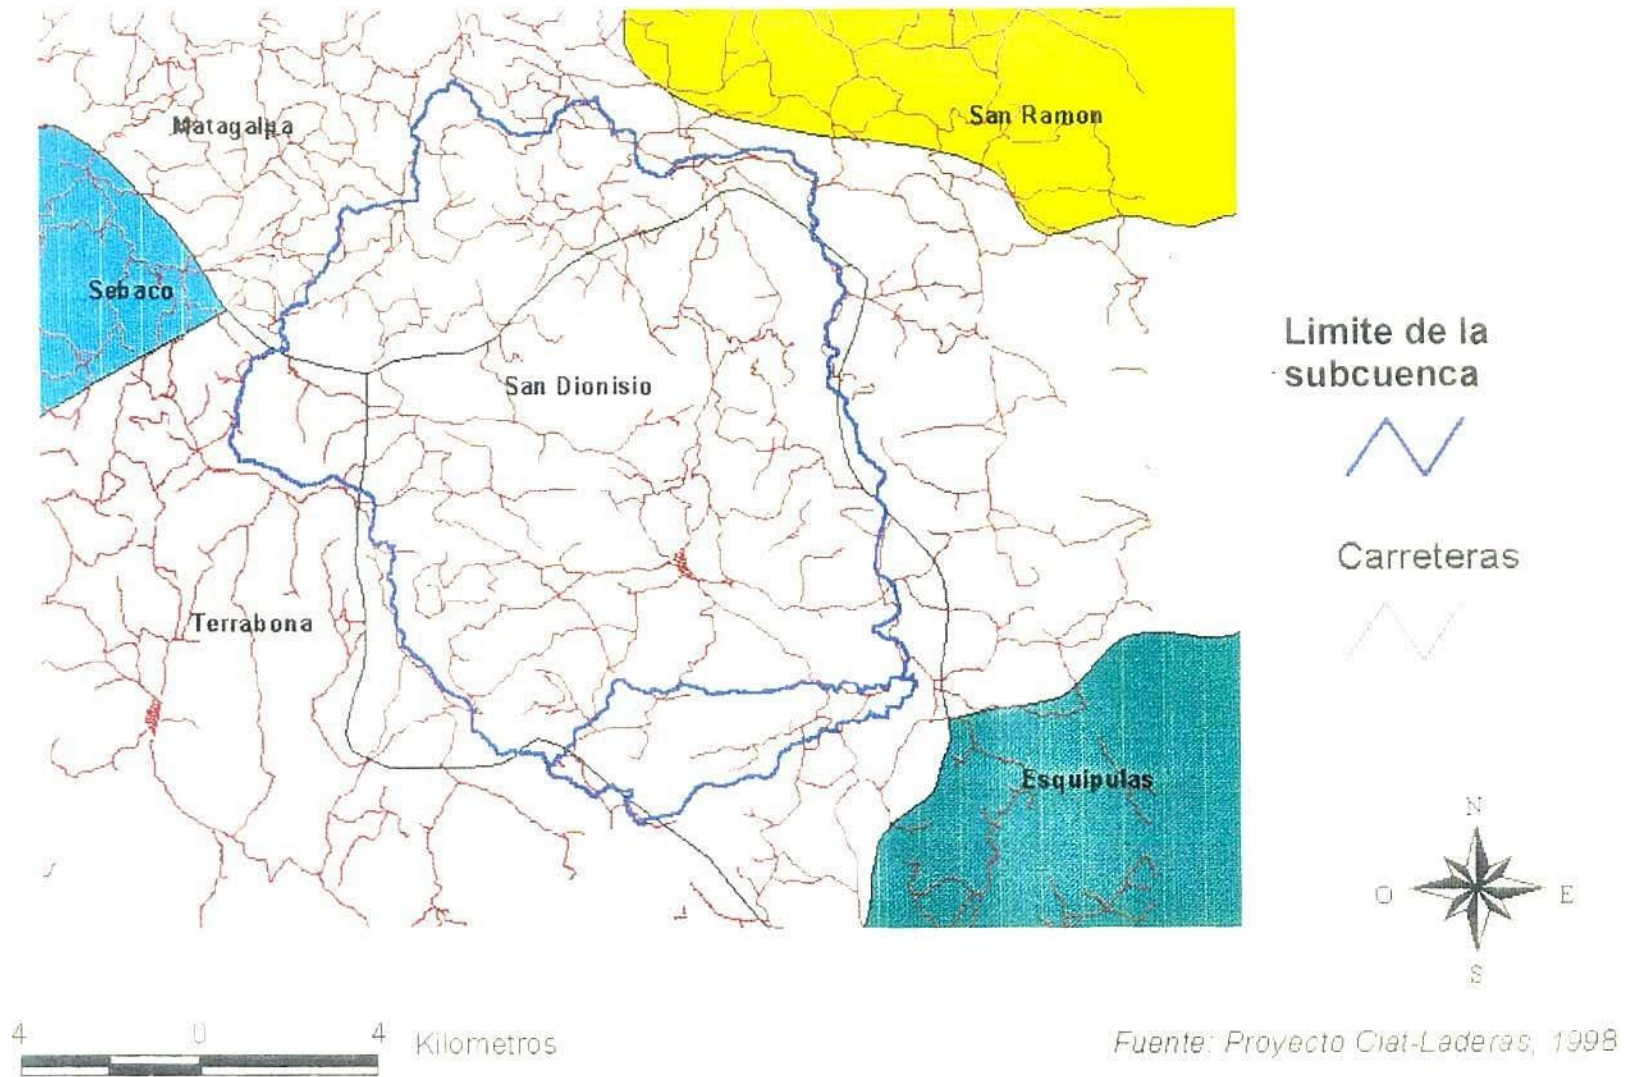 San Ramon
Matagalpa
Sebaco
San Dionisio
Terrabona
Esquipulas
Limite de la
subcuenca
Carreteras
N
O
E
S
4 0 4
Kilometros
Fuente: Proyecto Ciat-Laderas, 1998